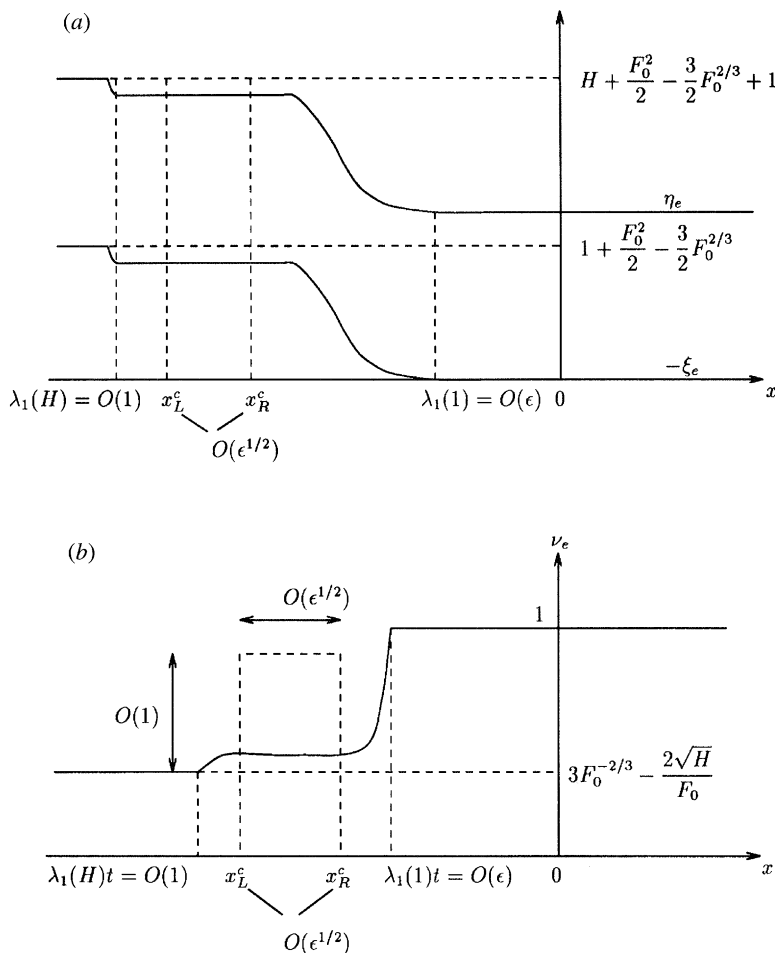 (a)
H + F_0^2/2 − 3/2 F_0^{2/3} + 1
η_e
1 + F_0^2/2 − 3/2 F_0^{2/3}
−ξ_e
λ_1(H) = O(1) x_L^c x_R^c λ_1(1) = O(ϵ) 0 x
O(ϵ^{1/2})
(b)
ν_e
O(ϵ^{1/2})
1
O(1)
3F_0^{−2/3} − 2√H/F_0
λ_1(H)t = O(1) x_L^c x_R^c λ_1(1)t = O(ϵ) 0 x
O(ϵ^{1/2})